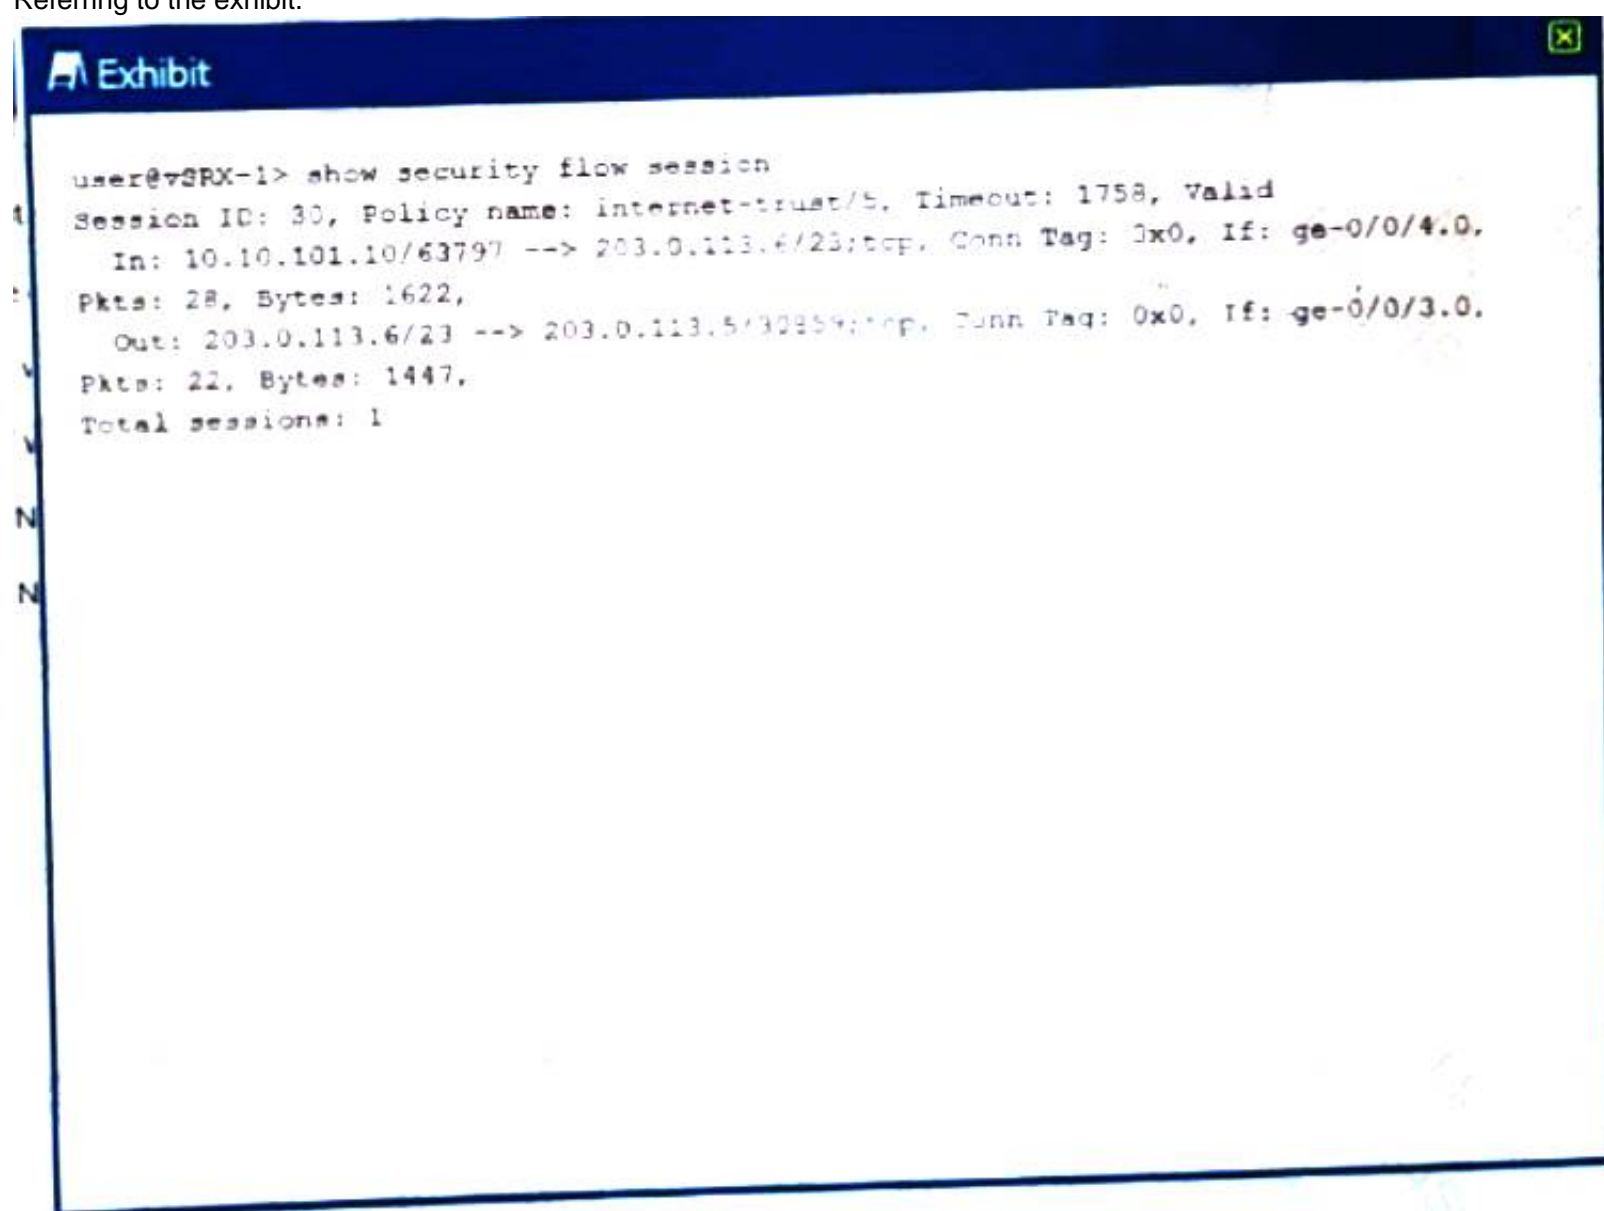 Referring to the exhibit.
Exhibit
user@vSRX-1> show security flow session
Session ID: 30, Policy name: internet-trust/5, Timeout: 1758, Valid
In: 10.10.101.10/63797 --> 203.0.113.6/23;tcp, Conn Tag: 0x0, If: ge-0/0/4.0,
Pkts: 28, Bytes: 1622,
Out: 203.0.113.6/23 --> 203.0.113.5/30859;tcp, Conn Tag: 0x0, If: ge-0/0/3.0,
Pkts: 22, Bytes: 1447,
Total sessions: 1
N
N